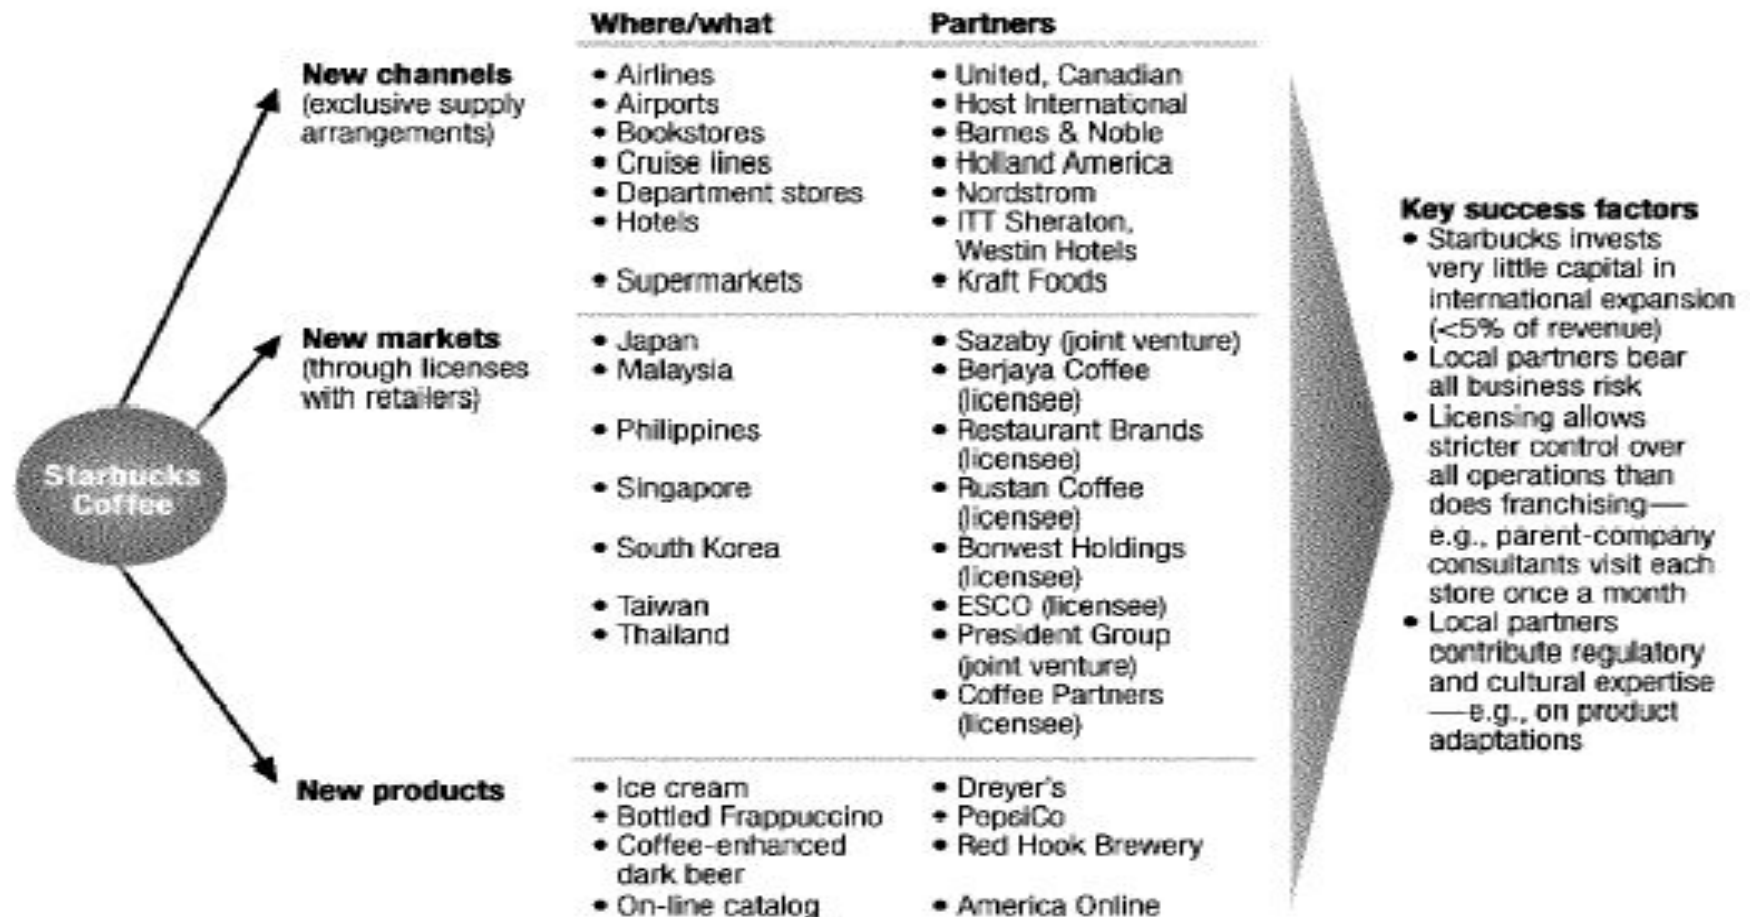 Where/what
Partners
New channels
(exclusive supply
arrangements)
• Airlines
• Airports
• Bookstores
• Cruise lines
• Department stores
• Hotels
• Supermarkets
• United, Canadian
• Host International
• Barnes & Noble
• Holland America
• Nordstrom
• ITT Sheraton,
Westin Hotels
• Kraft Foods
New markets
(through licenses
with retailers)
• Japan
• Malaysia
• Philippines
• Singapore
• South Korea
• Taiwan
• Thailand
• Sazaby (joint venture)
• Berjaya Coffee
(licensee)
• Restaurant Brands
(licensee)
• Rustan Coffee
(licensee)
• Bonvest Holdings
(licensee)
• ESCO (licensee)
• President Group
(joint venture)
• Coffee Partners
(licensee)
Starbucks
Coffee
New products
• Ice cream
• Bottled Frappuccino
• Coffee-enhanced
dark beer
• On-line catalog
• Dreyer's
• PepsiCo
• Red Hook Brewery
• America Online
Key success factors
• Starbucks invests
very little capital in
international expansion
(<5% of revenue)
• Local partners bear
all business risk
• Licensing allows
stricter control over
all operations than
does franchising—
e.g., parent-company
consultants visit each
store once a month
• Local partners
contribute regulatory
and cultural expertise
—e.g., on product
adaptations